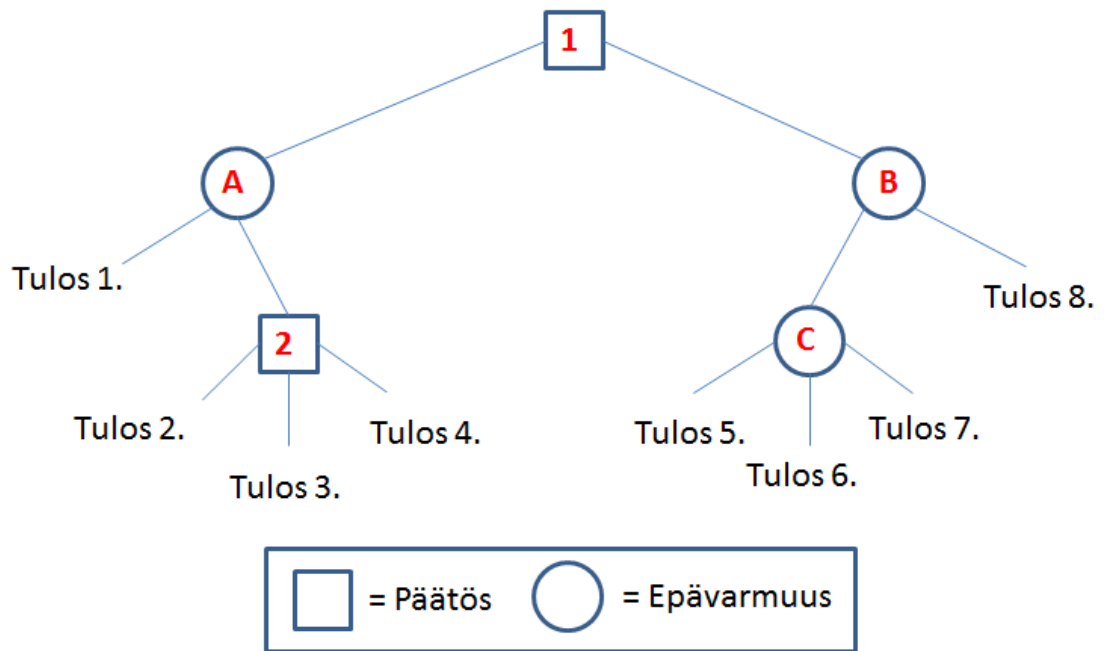 1
A
B
Tulos 1.
Tulos 8.
2
C
Tulos 2.
Tulos 4.
Tulos 5.
Tulos 7.
Tulos 3.
Tulos 6.
= Päätös
= Epävarmuus